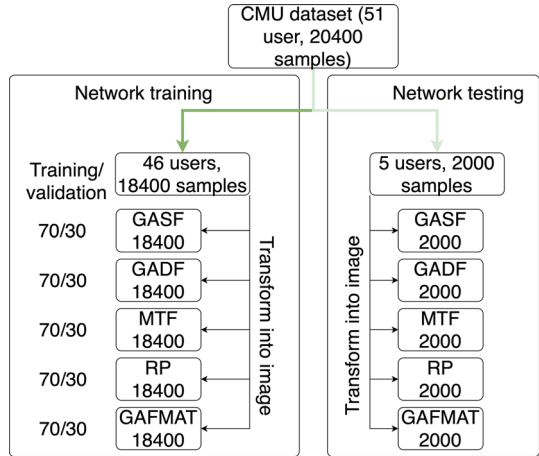 CMU dataset (51
user, 20400
samples)
Network training
Training/
validation
46 users,
18400 samples
70/30
GASF
18400
70/30
GADF
18400
70/30
MTF
18400
70/30
RP
18400
70/30
GAFMAT
18400
Transform into image
Network testing
5 users, 2000
samples
Transform into image
GASF
2000
GADF
2000
MTF
2000
RP
2000
GAFMAT
2000